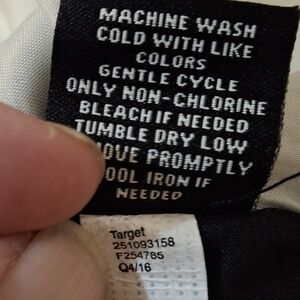 MACHINE WASH
COLD WITH LIKE
COLORS
GENTLE CYCLE
ONLY NON-CHLORINE
BLEACH IF NEEDED
TUMBLE DRY LOW
MOVE PROMPTLY
OOL IRON IF
NEEDED
Target
251093158
F254785
Q4/16